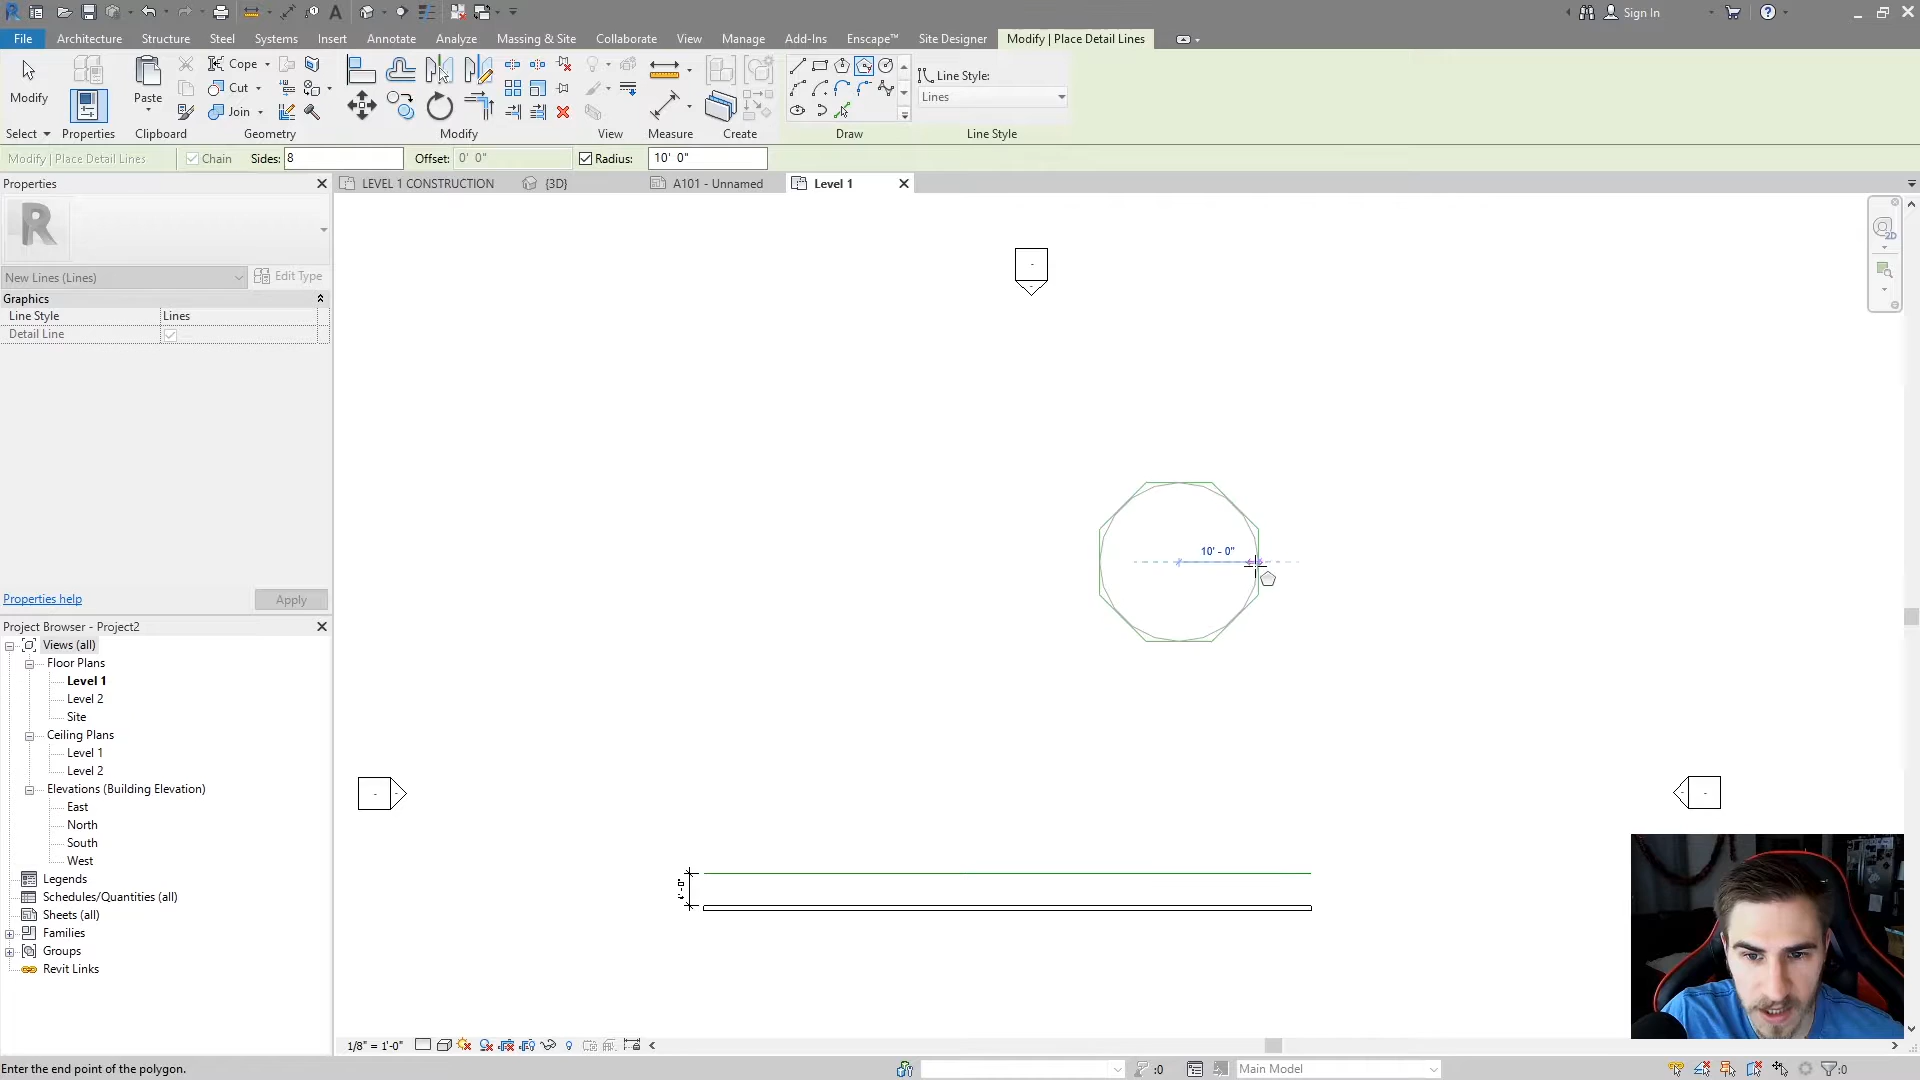 Sign In
File Architecture Structure Steel Systems Insert Annotate Analyze Massing & Site Collaborate View Manage Add-Ins Enscape™ Site Designer Modify | Place Detail Lines
Modify
Paste
Cope
Cut
Join
Line Style:
Lines
Select Properties Clipboard Geometry Modify View Measure Create Draw Line Style
Modify | Place Detail Lines Chain Sides: 8 Offset: 0' 0" Radius: 10' 0"
Properties
LEVEL 1 CONSTRUCTION {3D} A101 - Unnamed Level 1
R
2D
New Lines (Lines) Edit Type
Graphics
Line Style Lines
Detail Line
10' - 0"
Properties help Apply
Project Browser - Project2
Views (all)
Floor Plans
Level 1
Level 2
Site
Ceiling Plans
Level 1
Level 2
Elevations (Building Elevation)
East
North
South
West
Legends
Schedules/Quantities (all)
Sheets (all)
Families
Groups
Revit Links
1/8" = 1'-0"
Enter the end point of the polygon.
:0
Main Model
:0